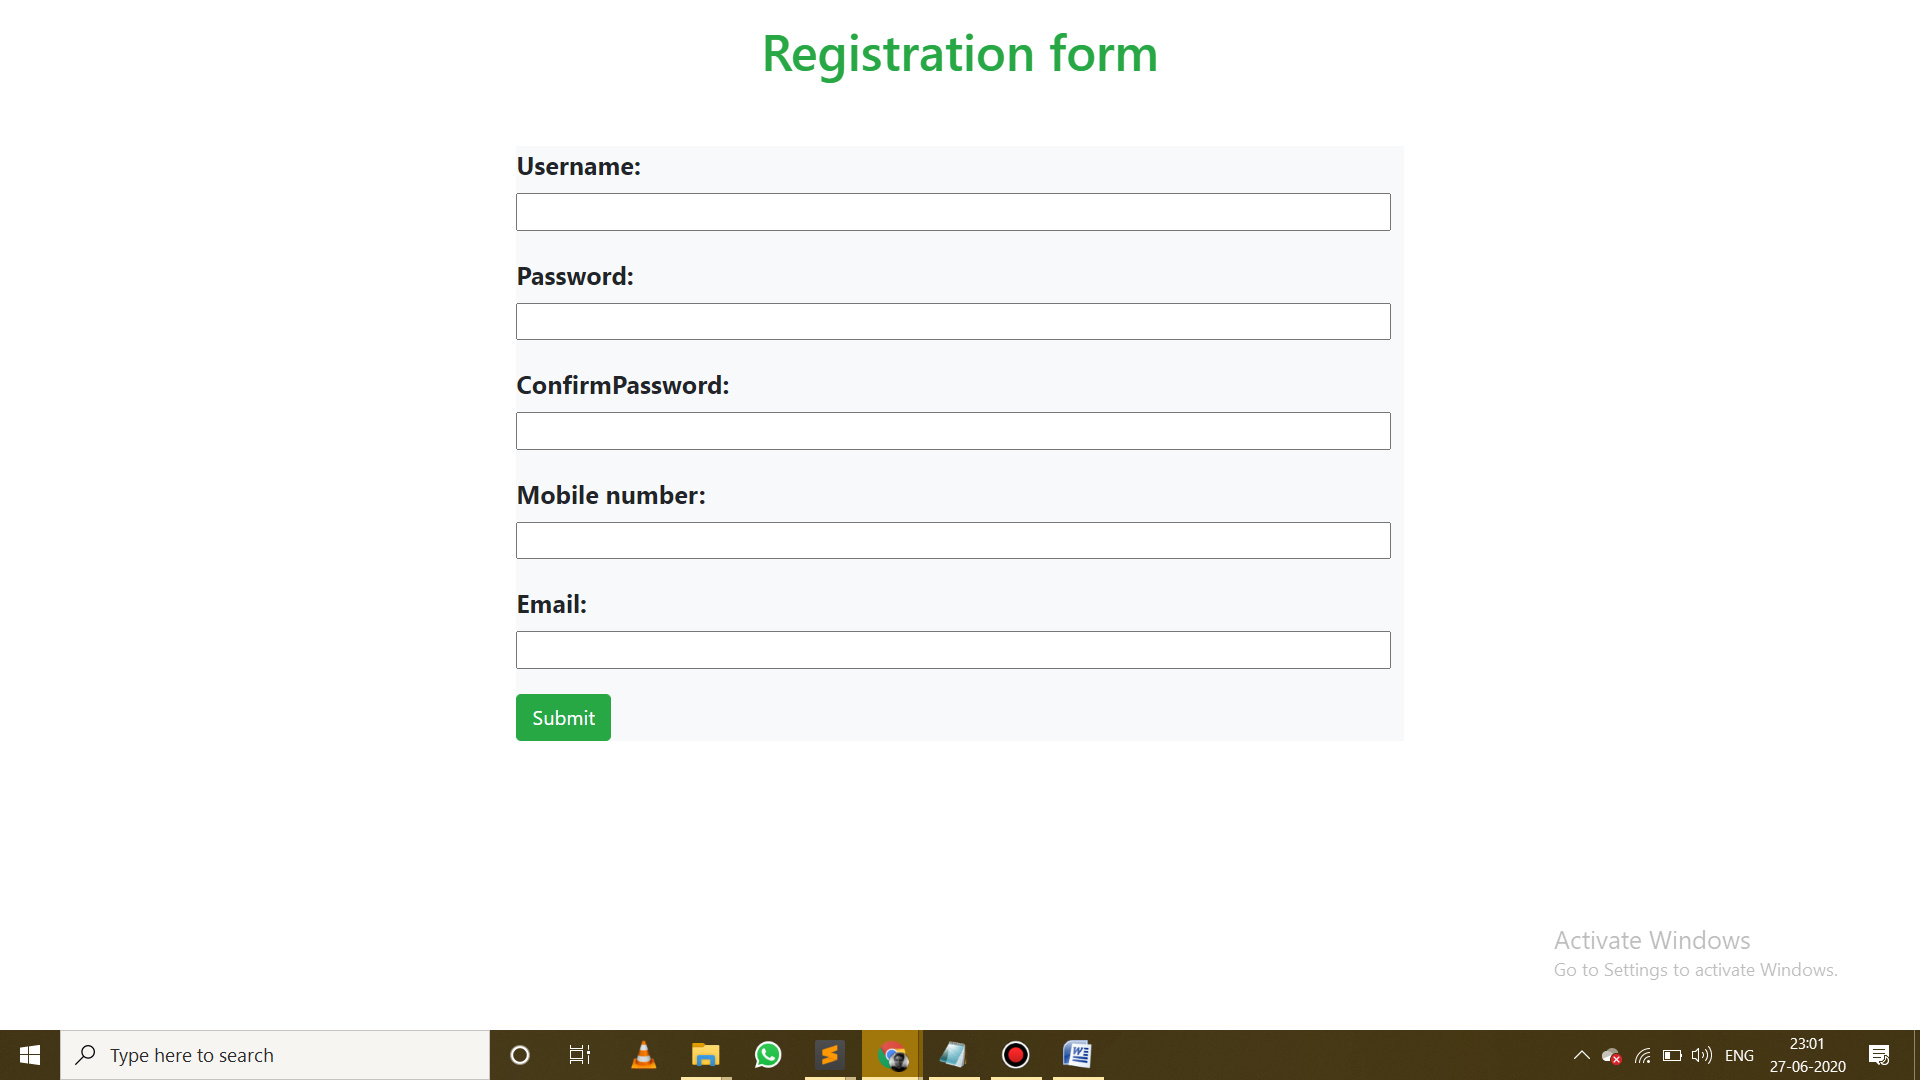 Registration form
Username:
Password:
ConfirmPassword:
Mobile number:
Email:
Submit
Activate Windows
Go to Settings to activate Windows.
Type here to search
ENG
23:01
27-06-2020